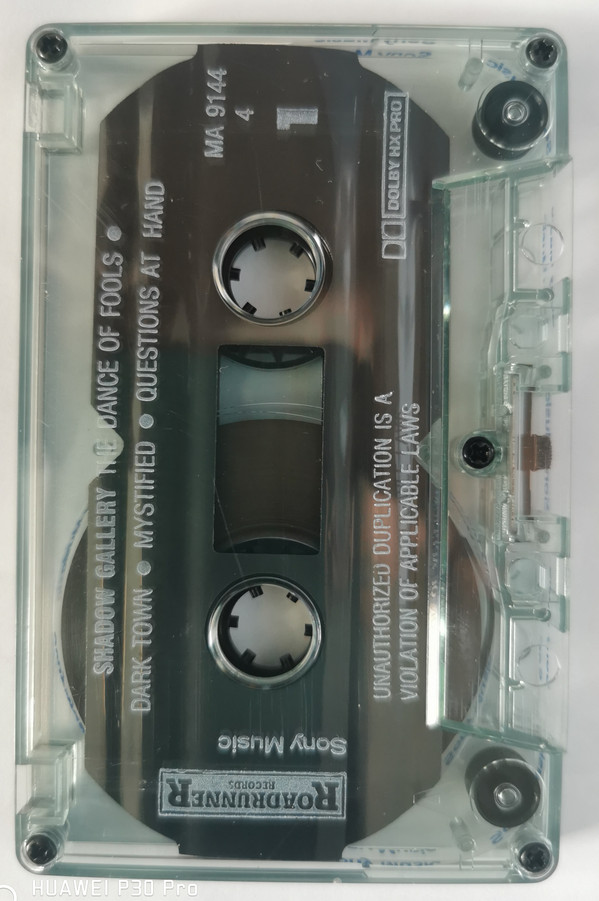 MA 9144
4
1
SHADOW GALLERY THE DANCE OF FOOLS ●
DARK TOWN ● MYSTIFIED ● QUESTIONS AT HAND
UNAUTHORIZED DUPLICATION IS A
VIOLATION OF APPLICABLE LAWS
DOLBY HX PRO
Sony Music
ROADRUNNER
RECORDS
HUAWEI P30 Pro